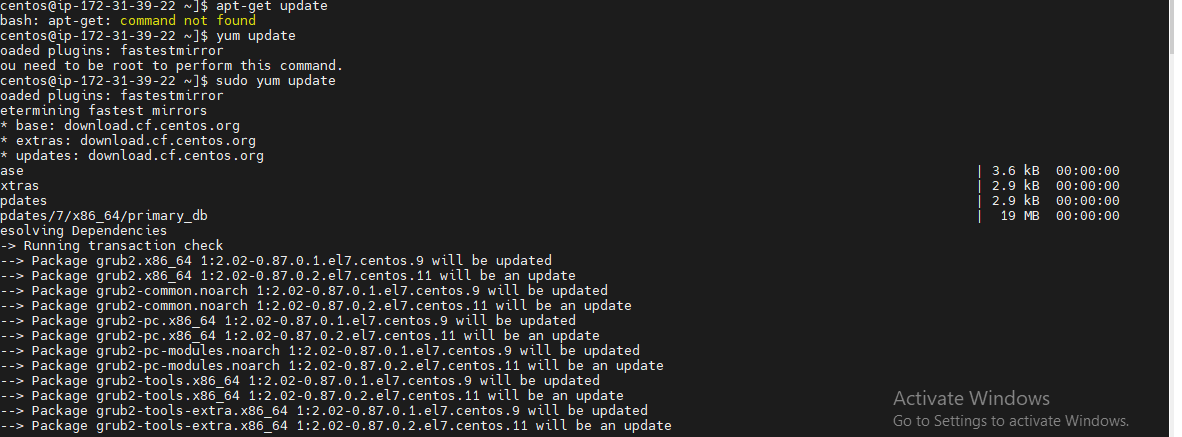 centos@ip-172-31-39-22 ~]$ apt-get update
bash: apt-get: command not found
centos@ip-172-31-39-22 ~]$ yum update
oaded plugins: fastestmirror
ou need to be root to perform this command.
centos@ip-172-31-39-22 ~]$ sudo yum update
oaded plugins: fastestmirror
etermining fastest mirrors
* base: download.cf.centos.org
* extras: download.cf.centos.org
* updates: download.cf.centos.org
ase | 3.6 kB 00:00:00
xtras | 2.9 kB 00:00:00
pdates | 2.9 kB 00:00:00
pdates/7/x86_64/primary_db | 19 MB 00:00:00
esolving Dependencies
-> Running transaction check
--> Package grub2.x86_64 1:2.02-0.87.0.1.el7.centos.9 will be updated
--> Package grub2.x86_64 1:2.02-0.87.0.2.el7.centos.11 will be an update
--> Package grub2-common.noarch 1:2.02-0.87.0.1.el7.centos.9 will be updated
--> Package grub2-common.noarch 1:2.02-0.87.0.2.el7.centos.11 will be an update
--> Package grub2-pc.x86_64 1:2.02-0.87.0.1.el7.centos.9 will be updated
--> Package grub2-pc.x86_64 1:2.02-0.87.0.2.el7.centos.11 will be an update
--> Package grub2-pc-modules.noarch 1:2.02-0.87.0.1.el7.centos.9 will be updated
--> Package grub2-pc-modules.noarch 1:2.02-0.87.0.2.el7.centos.11 will be an update
--> Package grub2-tools.x86_64 1:2.02-0.87.0.1.el7.centos.9 will be updated
--> Package grub2-tools.x86_64 1:2.02-0.87.0.2.el7.centos.11 will be an update
--> Package grub2-tools-extra.x86_64 1:2.02-0.87.0.1.el7.centos.9 will be updated
--> Package grub2-tools-extra.x86_64 1:2.02-0.87.0.2.el7.centos.11 will be an update
Activate Windows
Go to Settings to activate Windows.